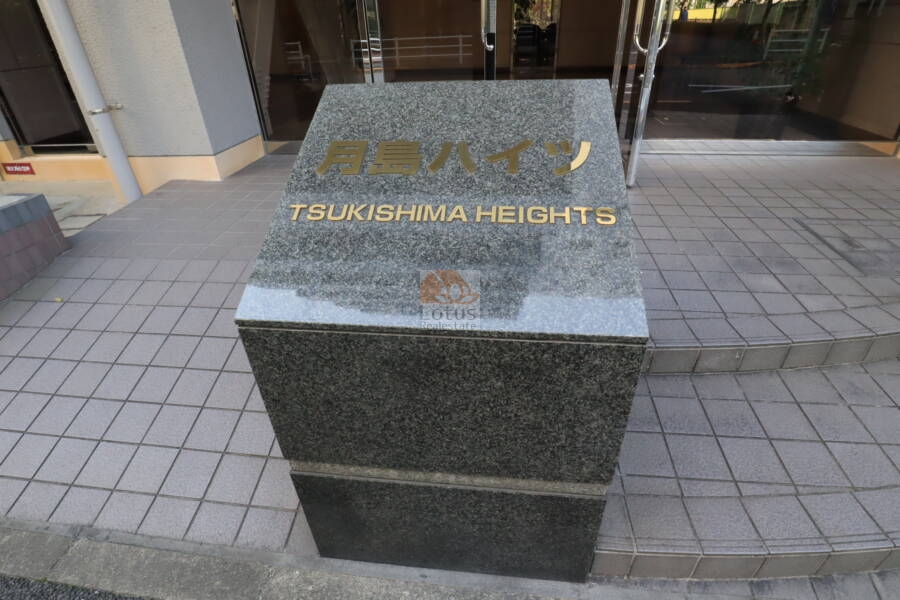 月島ハイツ
TSUKISHIMA HEIGHTS
Lotus
Realestate